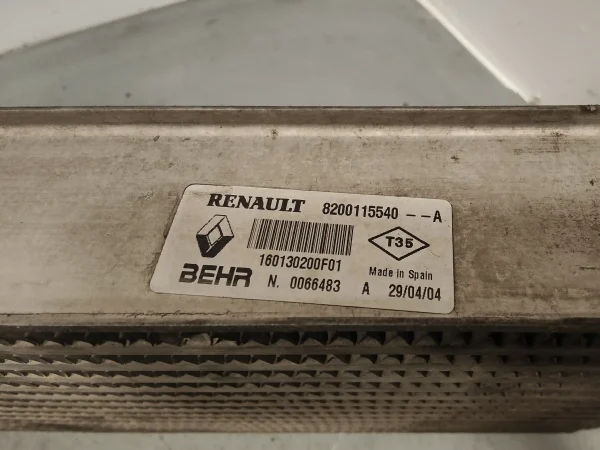 RENAULT 8200115540 --A
T35
160130200F01
Made in Spain
BEHR N. 0066483 A 29/04/04